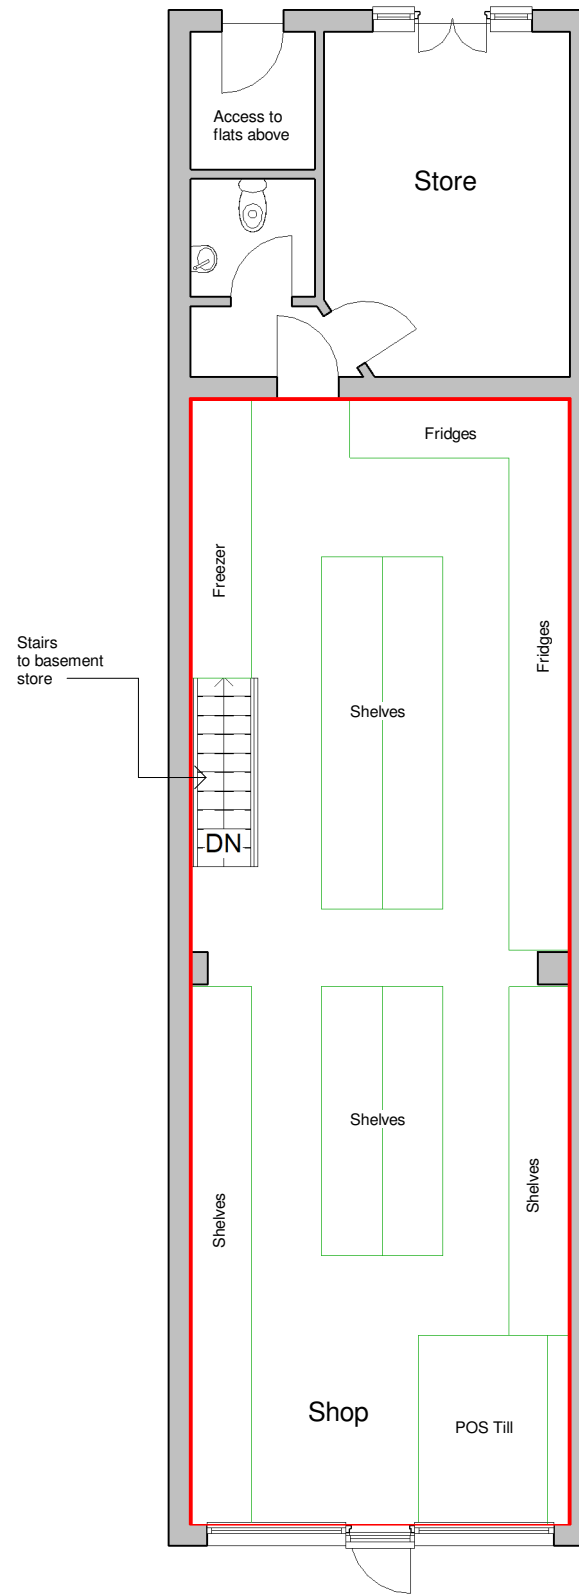 Access to
flats above
Store
Fridges
Freezer
Fridges
Stairs
to basement
store
Shelves
DN
Shelves
Shelves
Shelves
Shop
POS Till